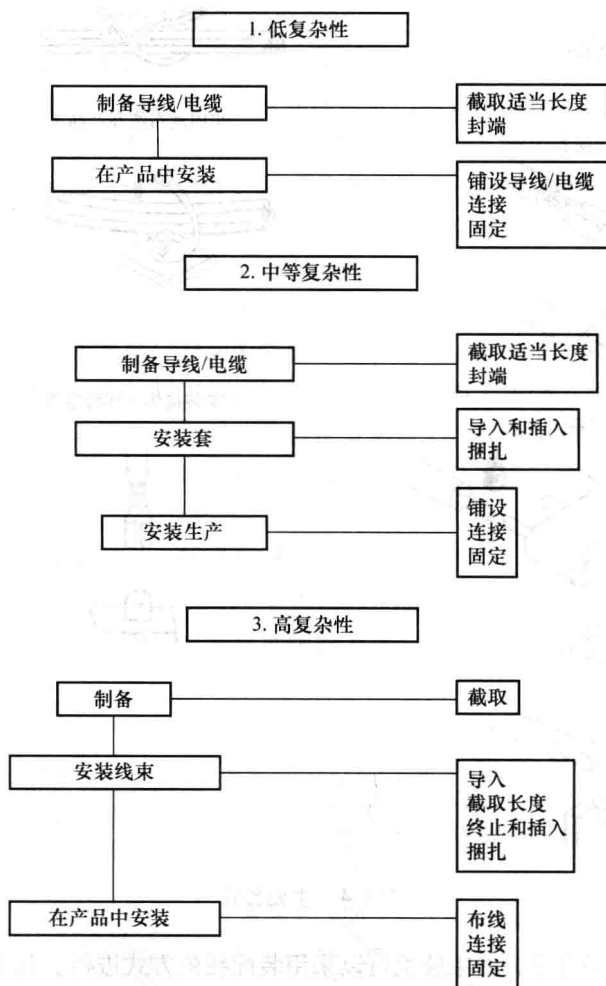 1. 低复杂性
制备导线/电缆
截取适当长度
封端
在产品中安装
铺设导线/电缆
连接
固定
2. 中等复杂性
制备导线/电缆
截取适当长度
封端
安装套
导入和插入
捆扎
安装生产
铺设
连接
固定
3. 高复杂性
制备
截取
安装线束
导入
截取长度
终止和插入
捆扎
在产品中安装
布线
连接
固定